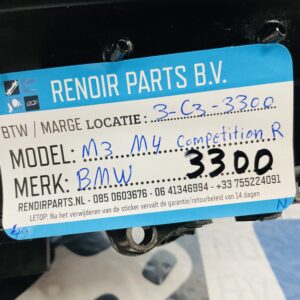 RENOIR PARTS B.V.
BTW / MARGE LOCATIE: 3-C3-3300
MODEL: M3 M4 Competition R
MERK: BMW 3300
RENOIRPARTS.NL - 085 0603676 - 06 41346994 - +33 755224091
LETOP: Na het verwijderen van de sticker vervalt de garantie/retourbeleid van 14 dagen
N